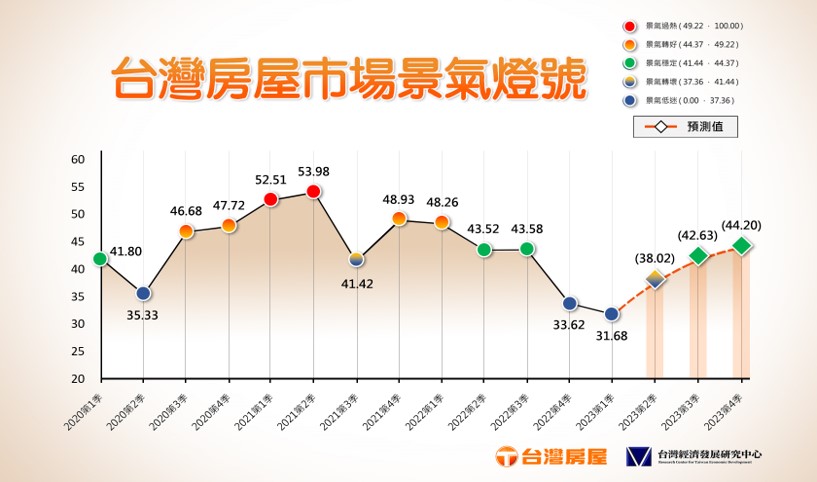 景氣過熱 ( 49.22 - 100.00 )
景氣轉好 ( 44.37 - 49.22 )
台灣房屋市場景氣燈號
景氣穩定 ( 41.44 - 44.37 )
景氣轉壞 ( 37.36 - 41.44 )
景氣低迷 ( 0.00 - 37.36 )
預測值
60
55
50
45
40
35
30
25
20
41.80
35.33
46.68
47.72
52.51
53.98
41.42
48.93
48.26
43.52
43.58
33.62
31.68
(38.02)
(42.63)
(44.20)
2020第1季
2020第2季
2020第3季
2020第4季
2021第1季
2021第2季
2021第3季
2021第4季
2022第1季
2022第2季
2022第3季
2022第4季
2023第1季
2023第2季
2023第3季
2023第4季
台灣房屋
台灣經濟發展研究中心
Research Center for Taiwan Economic Development